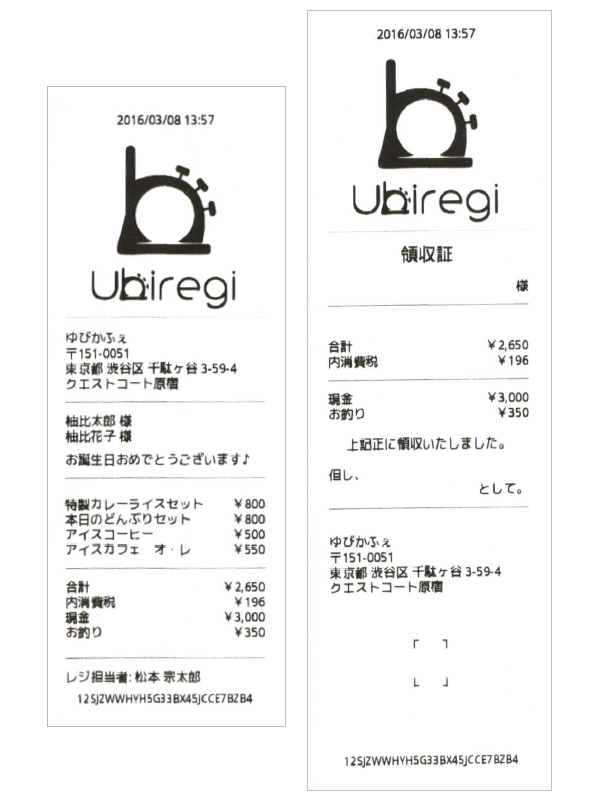 2016/03/08 13:57
Ubiregi
ゆびかふぇ
〒151-0051
東京都 渋谷区 千駄ヶ谷 3-59-4
クエストコート原宿
柚比太郎 様
柚比花子 様
お誕生日おめでとうございます♪
特製カレーライスセット ￥800
本日のどんぶりセット ￥800
アイスコーヒー ￥500
アイスカフェ オ・レ ￥550
合計 ￥2,650
内消費税 ￥196
現金 ￥3,000
お釣り ￥350
レジ担当者: 松本 宗太郎
12SJZWWHYH5G33BX45JCCE7BZB4
2016/03/08 13:57
Ubiregi
領収証
様
合計 ￥2,650
内消費税 ￥196
現金 ￥3,000
お釣り ￥350
上記正に領収いたしました。
但し、
として。
ゆびかふぇ
〒151-0051
東京都 渋谷区 千駄ヶ谷 3-59-4
クエストコート原宿
12SJZWWHYH5G33BX45JCCE7BZB4